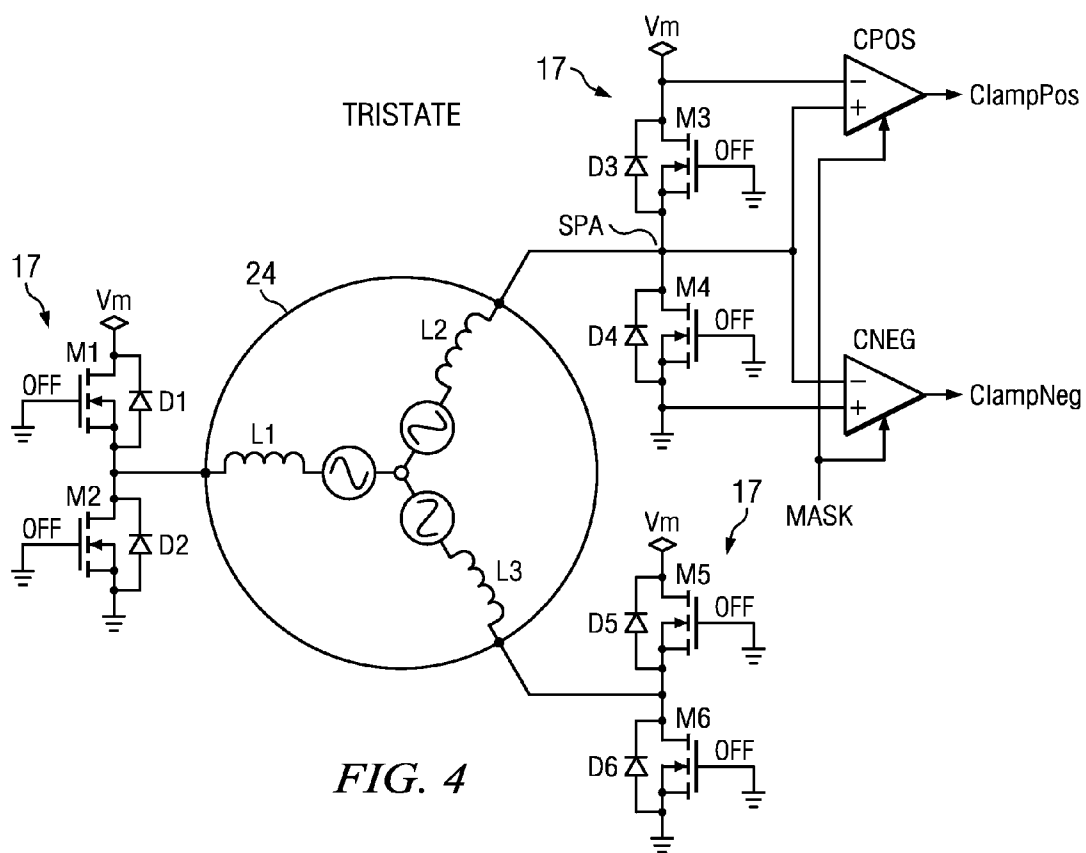 Vm
CPOS
17
−
ClampPos
+
TRISTATE
M3
OFF
D3
SPA
17
24
Vm
M4
OFF
D4
L2
CNEG
M1
−
ClampNeg
OFF
+
D1
L1
M2
Vm
17
MASK
OFF
D2
L3
M5
OFF
D5
M6
OFF
D6
FIG. 4